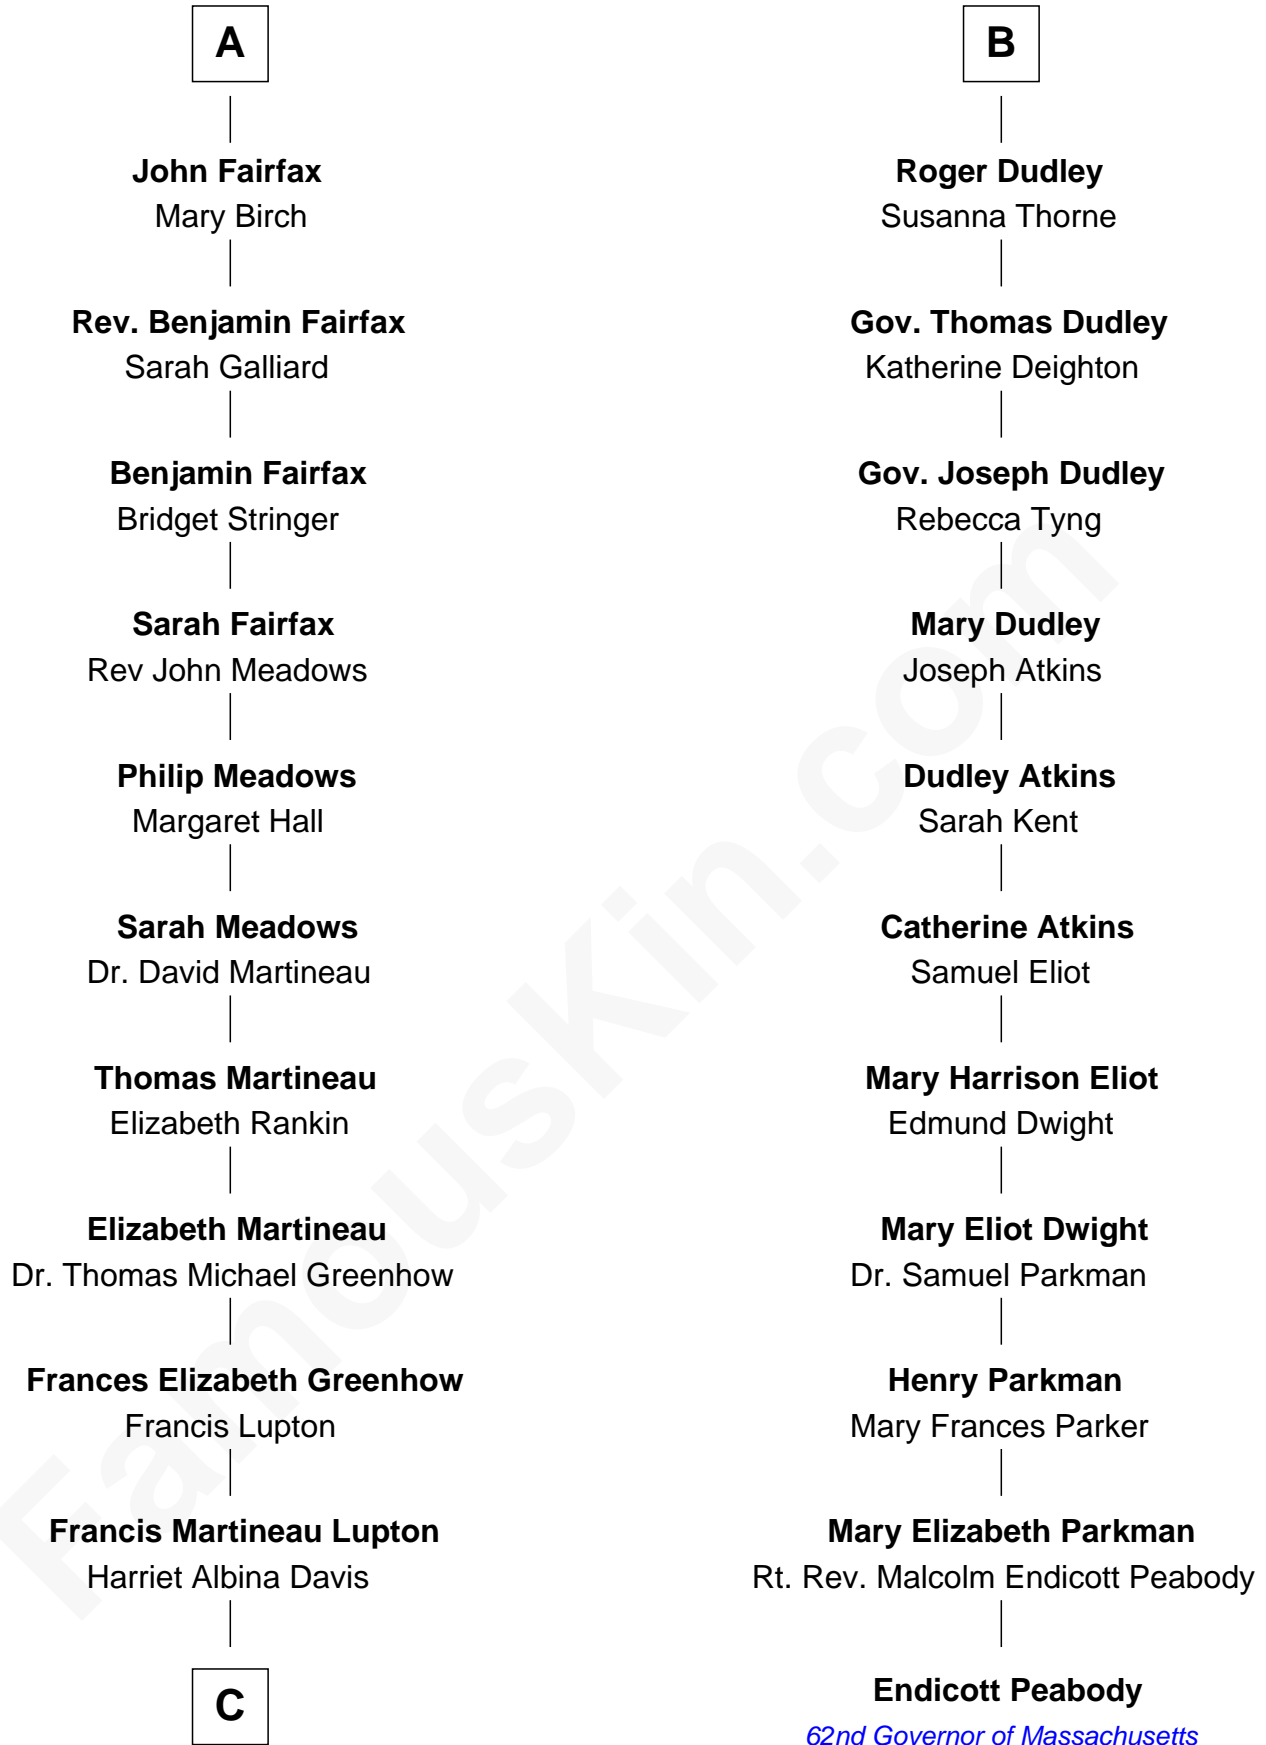 A
John Fairfax
Mary Birch
Rev. Benjamin Fairfax
Sarah Galliard
Benjamin Fairfax
Bridget Stringer
Sarah Fairfax
Rev John Meadows
Philip Meadows
Margaret Hall
Sarah Meadows
Dr. David Martineau
Thomas Martineau
Elizabeth Rankin
Elizabeth Martineau
Dr. Thomas Michael Greenhow
Frances Elizabeth Greenhow
Francis Lupton
Francis Martineau Lupton
Harriet Albina Davis
C
B
Roger Dudley
Susanna Thorne
Gov. Thomas Dudley
Katherine Deighton
Gov. Joseph Dudley
Rebecca Tyng
Mary Dudley
Joseph Atkins
Dudley Atkins
Sarah Kent
Catherine Atkins
Samuel Eliot
Mary Harrison Eliot
Edmund Dwight
Mary Eliot Dwight
Dr. Samuel Parkman
Henry Parkman
Mary Frances Parker
Mary Elizabeth Parkman
Rt. Rev. Malcolm Endicott Peabody
Endicott Peabody
62nd Governor of Massachusetts
FamousKin.com